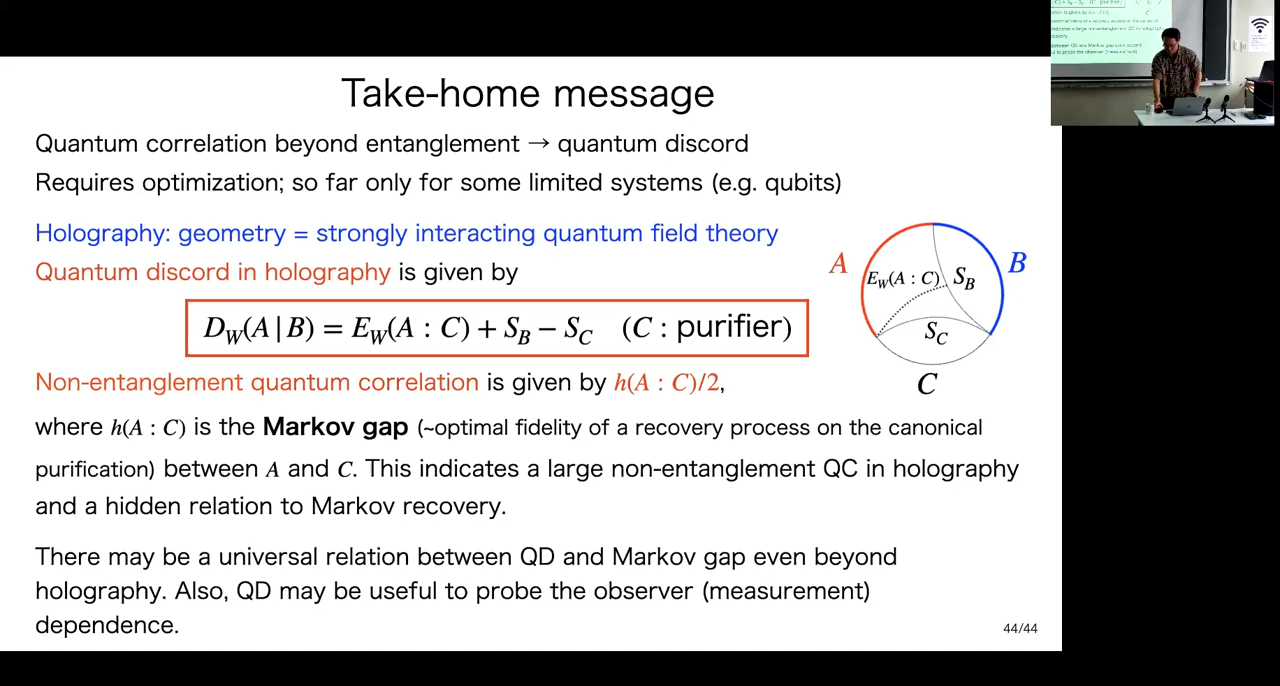 Take-home message
Quantum correlation beyond entanglement → quantum discord
Requires optimization; so far only for some limited systems (e.g. qubits)
Holography: geometry = strongly interacting quantum field theory
Quantum discord in holography is given by
D_W(A | B) = E_W(A : C) + S_B − S_C (C : purifier)
A
B
E_W(A : C)
S_B
S_C
C
Non-entanglement quantum correlation is given by h(A : C)/2,
where h(A : C) is the Markov gap (~optimal fidelity of a recovery process on the canonical
purification) between A and C. This indicates a large non-entanglement QC in holography
and a hidden relation to Markov recovery.
There may be a universal relation between QD and Markov gap even beyond
holography. Also, QD may be useful to probe the observer (measurement)
dependence.
44/44